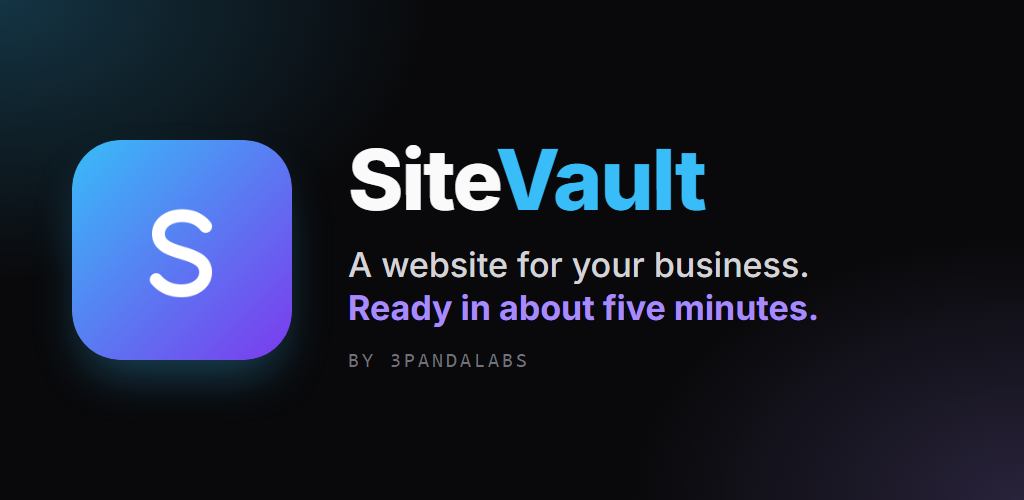 S
SiteVault
A website for your business.
Ready in about five minutes.
BY 3PANDALABS